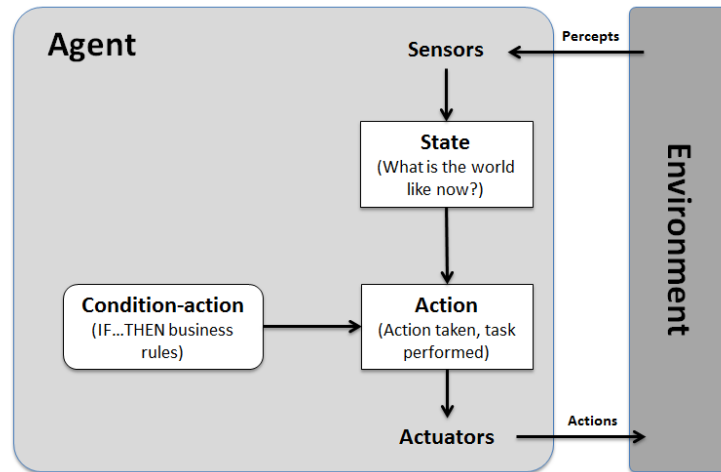 Agent
Sensors
Percepts
State
(What is the world
like now?)
Environment
Condition-action
(IF...THEN business
rules)
Action
(Action taken, task
performed)
Actuators
Actions